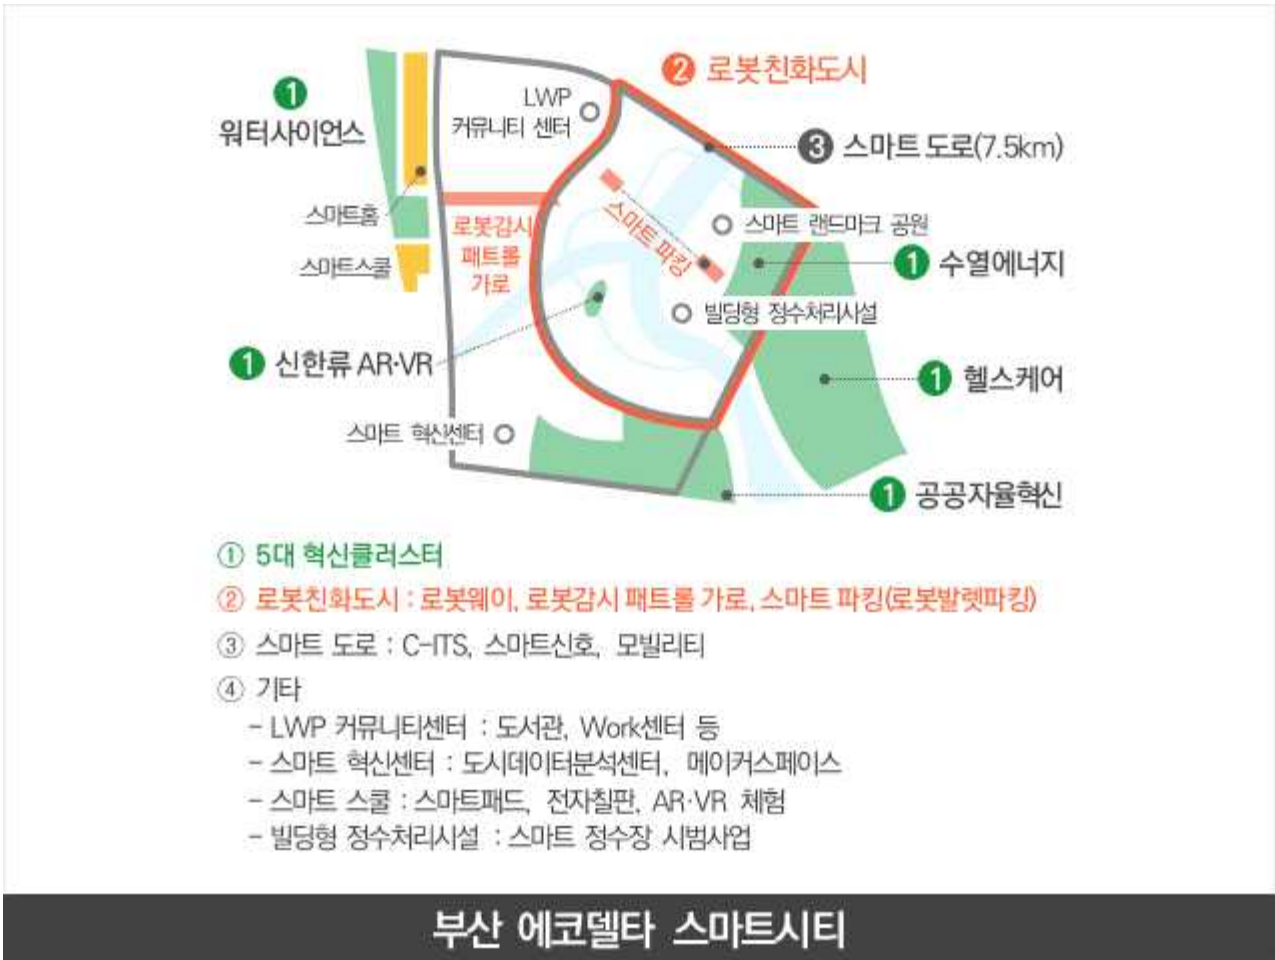 ② 로봇친화도시
1
워터사이언스
LWP
커뮤니티 센터
③ 스마트 도로(7.5km)
스마트홈
스마트 파킹
스마트 랜드마크 공원
로봇감시
패트롤
가로
스마트스쿨
① 수열에너지
빌딩형 정수처리시설
① 신한류 AR·VR
① 헬스케어
스마트 혁신센터
① 공공자율혁신
① 5대 혁신클러스터
② 로봇친화도시 : 로봇웨이, 로봇감시 패트롤 가로, 스마트 파킹(로봇발렛파킹)
③ 스마트 도로 : C-ITS, 스마트신호, 모빌리티
④ 기타
- LWP 커뮤니티센터 : 도서관, Work센터 등
- 스마트 혁신센터 : 도시데이터분석센터, 메이커스페이스
- 스마트 스쿨 : 스마트패드, 전자칠판, AR·VR 체험
- 빌딩형 정수처리시설 : 스마트 정수장 시범사업
부산 에코델타 스마트시티